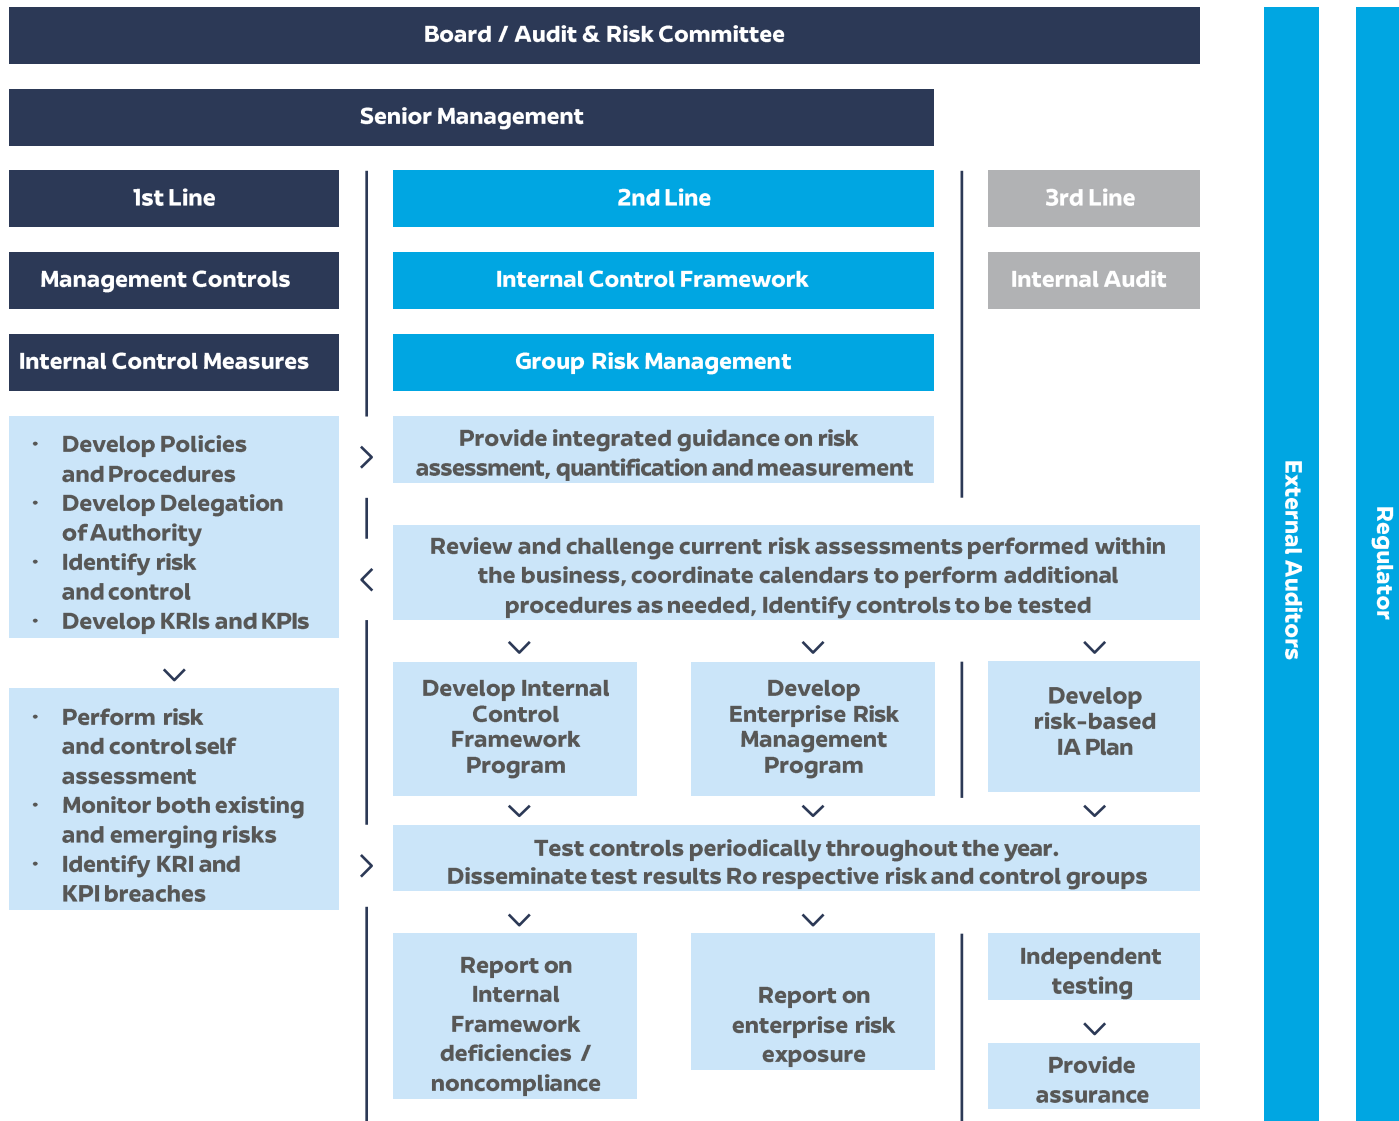 Board / Audit & Risk Committee
Senior Management
1st Line
2nd Line
3rd Line
Management Controls
Internal Control Framework
Internal Audit
Internal Control Measures
Group Risk Management
· Develop Policies
and Procedures
· Develop Delegation
of Authority
· Identify risk
and control
· Develop KRIs and KPIs
Provide integrated guidance on risk
assessment, quantification and measurement
Review and challenge current risk assessments performed within
the business, coordinate calendars to perform additional
procedures as needed, Identify controls to be tested
· Perform risk
and control self
assessment
· Monitor both existing
and emerging risks
· Identify KRI and
KPI breaches
Develop Internal
Control
Framework
Program
Develop
Enterprise Risk
Management
Program
Develop
risk-based
IA Plan
Test controls periodically throughout the year.
Disseminate test results Ro respective risk and control groups
Report on
Internal
Framework
deficiencies /
noncompliance
Report on
enterprise risk
exposure
Independent
testing
Provide
assurance
External Auditors
Regulator